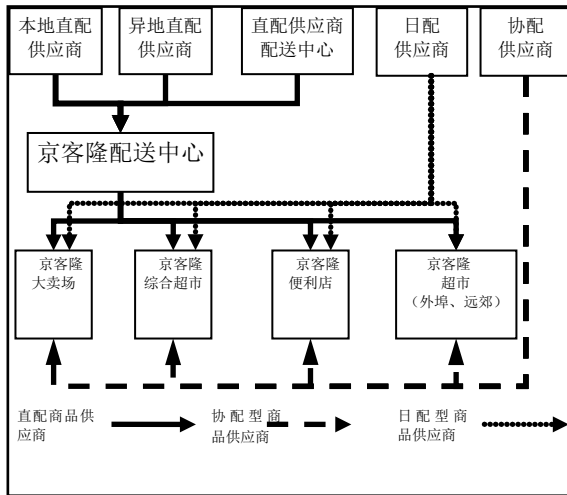 本地直配
供应商
异地直配
供应商
直配供应商
配送中心
日配
供应商
协配
供应商
京客隆配送中心
京客隆
大卖场
京客隆
综合超市
京客隆
便利店
京客隆
超市
（外埠、远郊）
直配商品供
应商
协配型商
品供应商
日配型商
品供应商